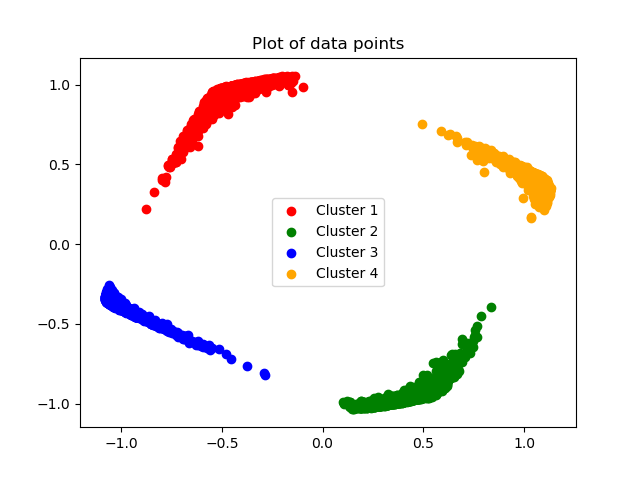 Plot of data points
1.0
0.5
0.0
−0.5
−1.0
Cluster 1
Cluster 2
Cluster 3
Cluster 4
−1.0 −0.5 0.0 0.5 1.0